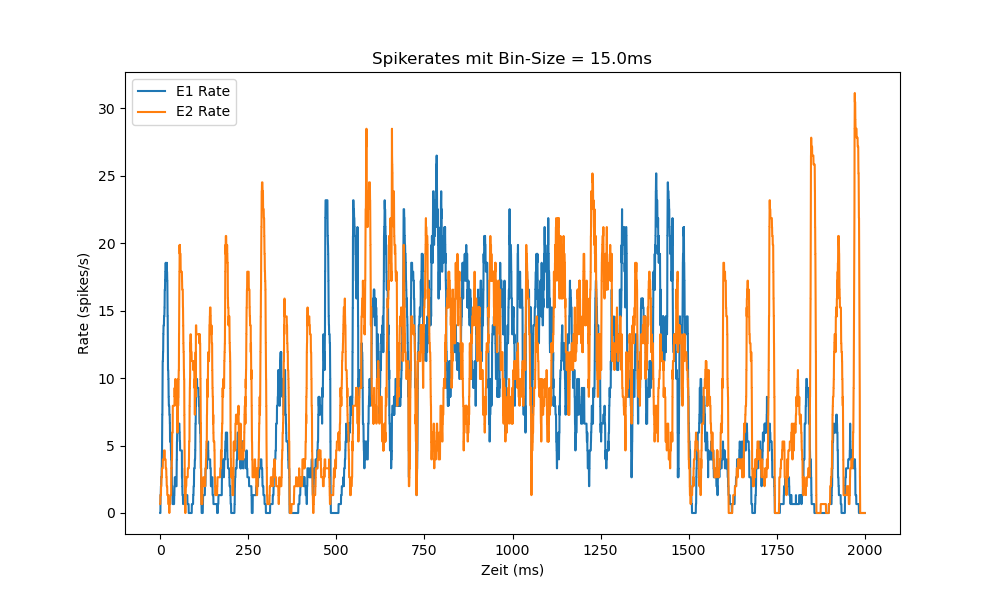 Spikerates mit Bin-Size = 15.0ms
E1 Rate
E2 Rate
Rate (spikes/s)
30
25
20
15
10
5
0
0 250 500 750 1000 1250 1500 1750 2000
Zeit (ms)